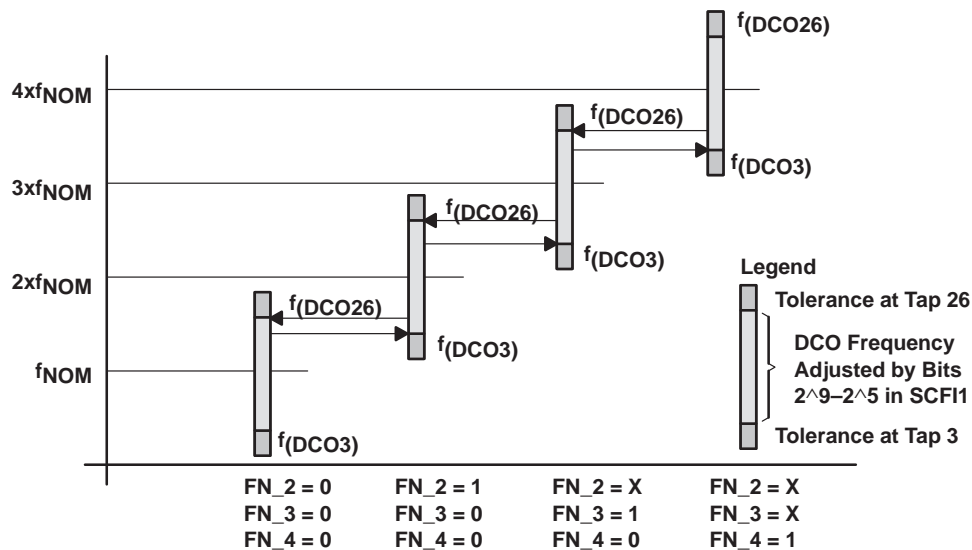 f(DCO26)
4xfNOM
f(DCO26)
f(DCO3)
3xfNOM
f(DCO26)
f(DCO3)
2xfNOM
f(DCO26)
f(DCO3)
fNOM
f(DCO3)
Legend
Tolerance at Tap 26
DCO Frequency
Adjusted by Bits
2^9–2^5 in SCFI1
Tolerance at Tap 3
FN_2 = 0 FN_2 = 1 FN_2 = X FN_2 = X
FN_3 = 0 FN_3 = 0 FN_3 = 1 FN_3 = X
FN_4 = 0 FN_4 = 0 FN_4 = 0 FN_4 = 1